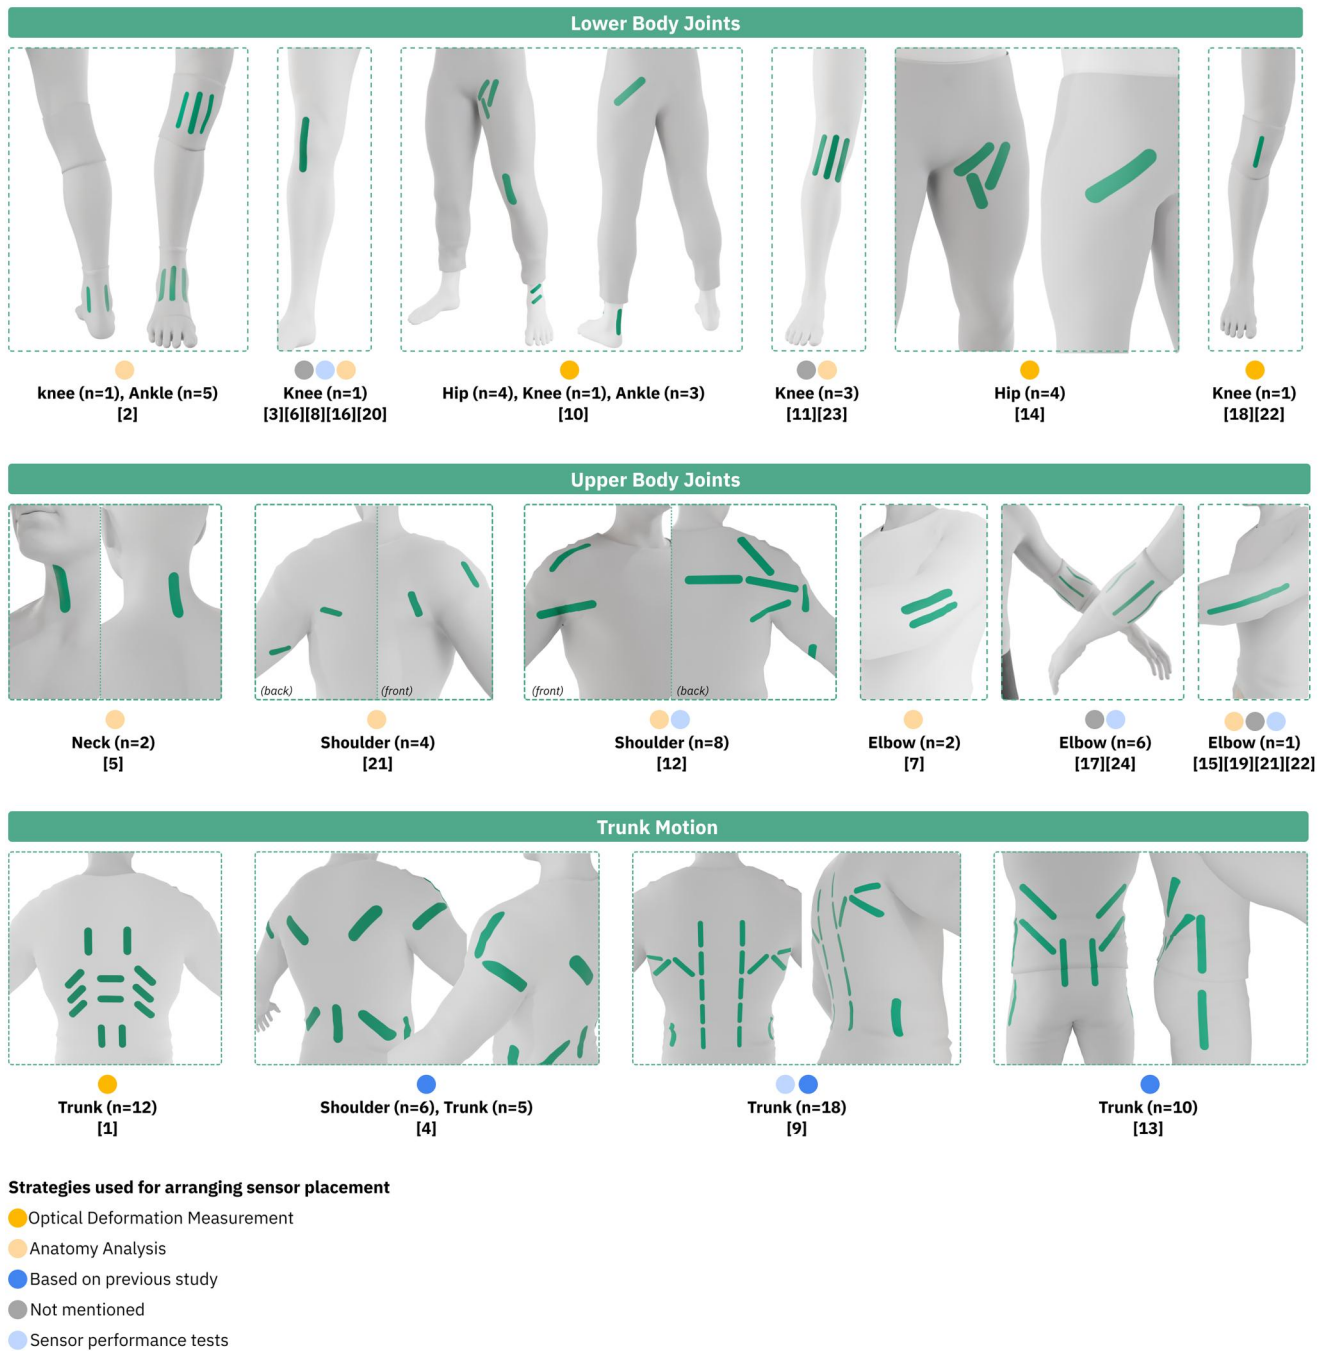 Lower Body Joints
knee (n=1), Ankle (n=5)
[2]
Knee (n=1)
[3][6][8][16][20]
Hip (n=4), Knee (n=1), Ankle (n=3)
[10]
Knee (n=3)
[11][23]
Hip (n=4)
[14]
Knee (n=1)
[18][22]
Upper Body Joints
(back)
(front)
(front)
(back)
Neck (n=2)
[5]
Shoulder (n=4)
[21]
Shoulder (n=8)
[12]
Elbow (n=2)
[7]
Elbow (n=6)
[17][24]
Elbow (n=1)
[15][19][21][22]
Trunk Motion
Trunk (n=12)
[1]
Shoulder (n=6), Trunk (n=5)
[4]
Trunk (n=18)
[9]
Trunk (n=10)
[13]
Strategies used for arranging sensor placement
Optical Deformation Measurement
Anatomy Analysis
Based on previous study
Not mentioned
Sensor performance tests